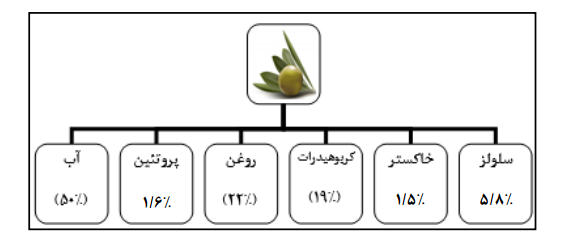 سلولز
۵/۸٪
خاکستر
۱/۵٪
کربوهیدرات
(۱۹٪)
روغن
(۲۲٪)
پروتئین
۱/۶٪
آب
(۵۰٪)